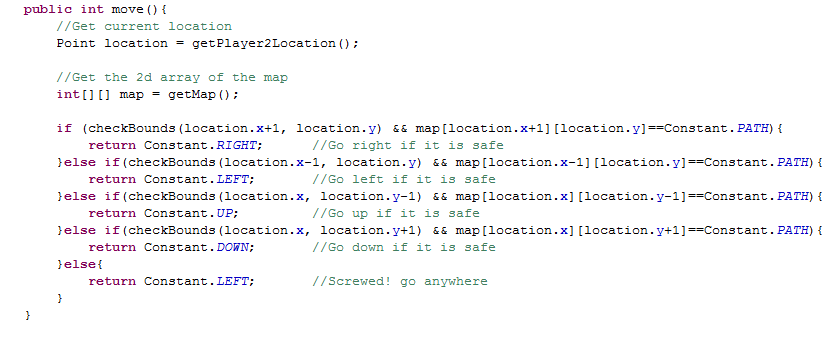 public int move(){
    //Get current location
    Point location = getPlayer2Location();

    //Get the 2d array of the map
    int[][] map = getMap();

    if (checkBounds(location.x+1, location.y) && map[location.x+1][location.y]==Constant.PATH){
        return Constant.RIGHT;      //Go right if it is safe
    }else if(checkBounds(location.x-1, location.y) && map[location.x-1][location.y]==Constant.PATH){
        return Constant.LEFT;       //Go left if it is safe
    }else if(checkBounds(location.x, location.y-1) && map[location.x][location.y-1]==Constant.PATH){
        return Constant.UP;         //Go up if it is safe
    }else if(checkBounds(location.x, location.y+1) && map[location.x][location.y+1]==Constant.PATH){
        return Constant.DOWN;       //Go down if it is safe
    }else{
        return Constant.LEFT;       //Screwed! go anywhere
    }
}